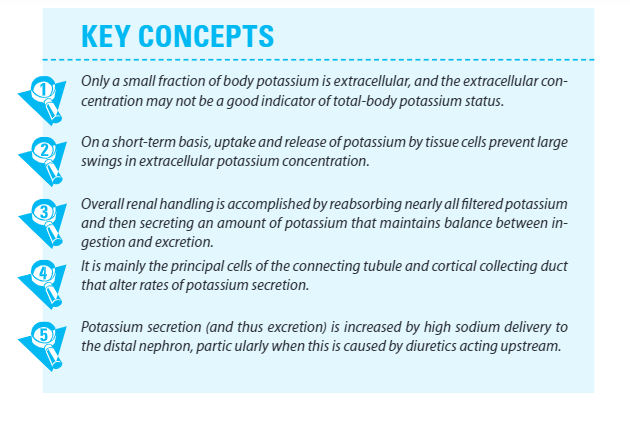 KEY CONCEPTS
1
Only a small fraction of body potassium is extracellular, and the extracellular con-
centration may not be a good indicator of total-body potassium status.
2
On a short-term basis, uptake and release of potassium by tissue cells prevent large
swings in extracellular potassium concentration.
3
Overall renal handling is accomplished by reabsorbing nearly all filtered potassium
and then secreting an amount of potassium that maintains balance between in-
gestion and excretion.
4
It is mainly the principal cells of the connecting tubule and cortical collecting duct
that alter rates of potassium secretion.
5
Potassium secretion (and thus excretion) is increased by high sodium delivery to
the distal nephron, partic ularly when this is caused by diuretics acting upstream.